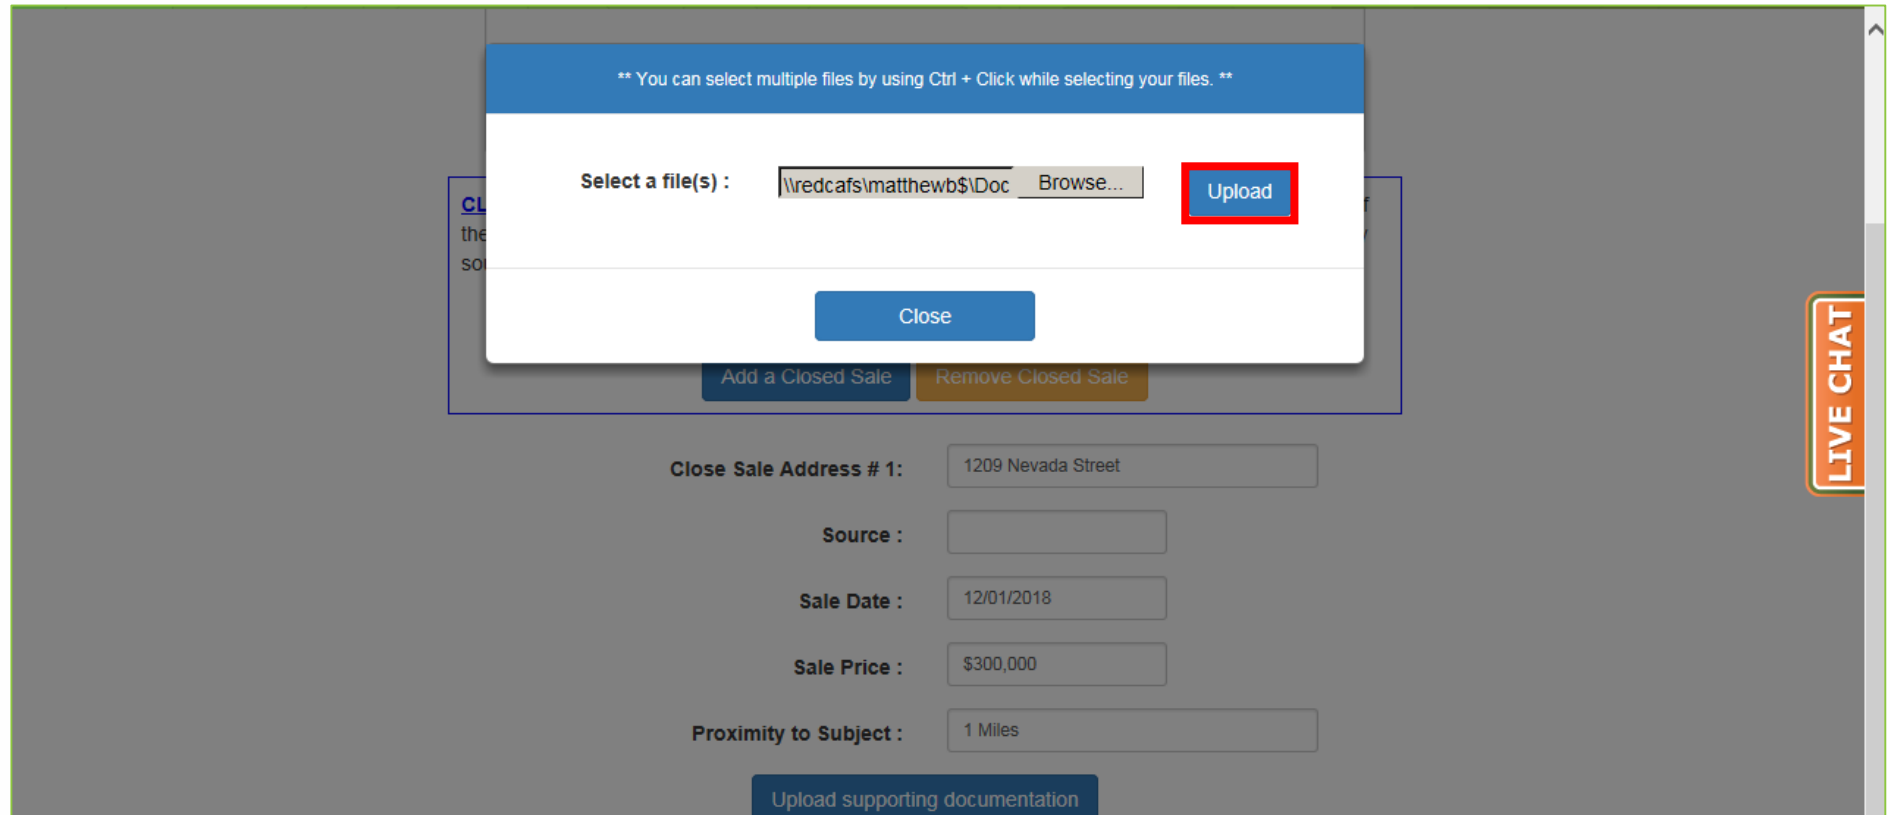 ** You can select multiple files by using Ctrl + Click while selecting your files. **
Select a file(s) :
\\redcafs\matthewb$\Doc
Browse...
Upload
the
Close
Add a Closed Sale
Remove Closed Sale
Close Sale Address # 1:
1209 Nevada Street
Source :
Sale Date :
12/01/2018
Sale Price :
$300,000
Proximity to Subject :
1 Miles
Upload supporting documentation
LIVE CHAT